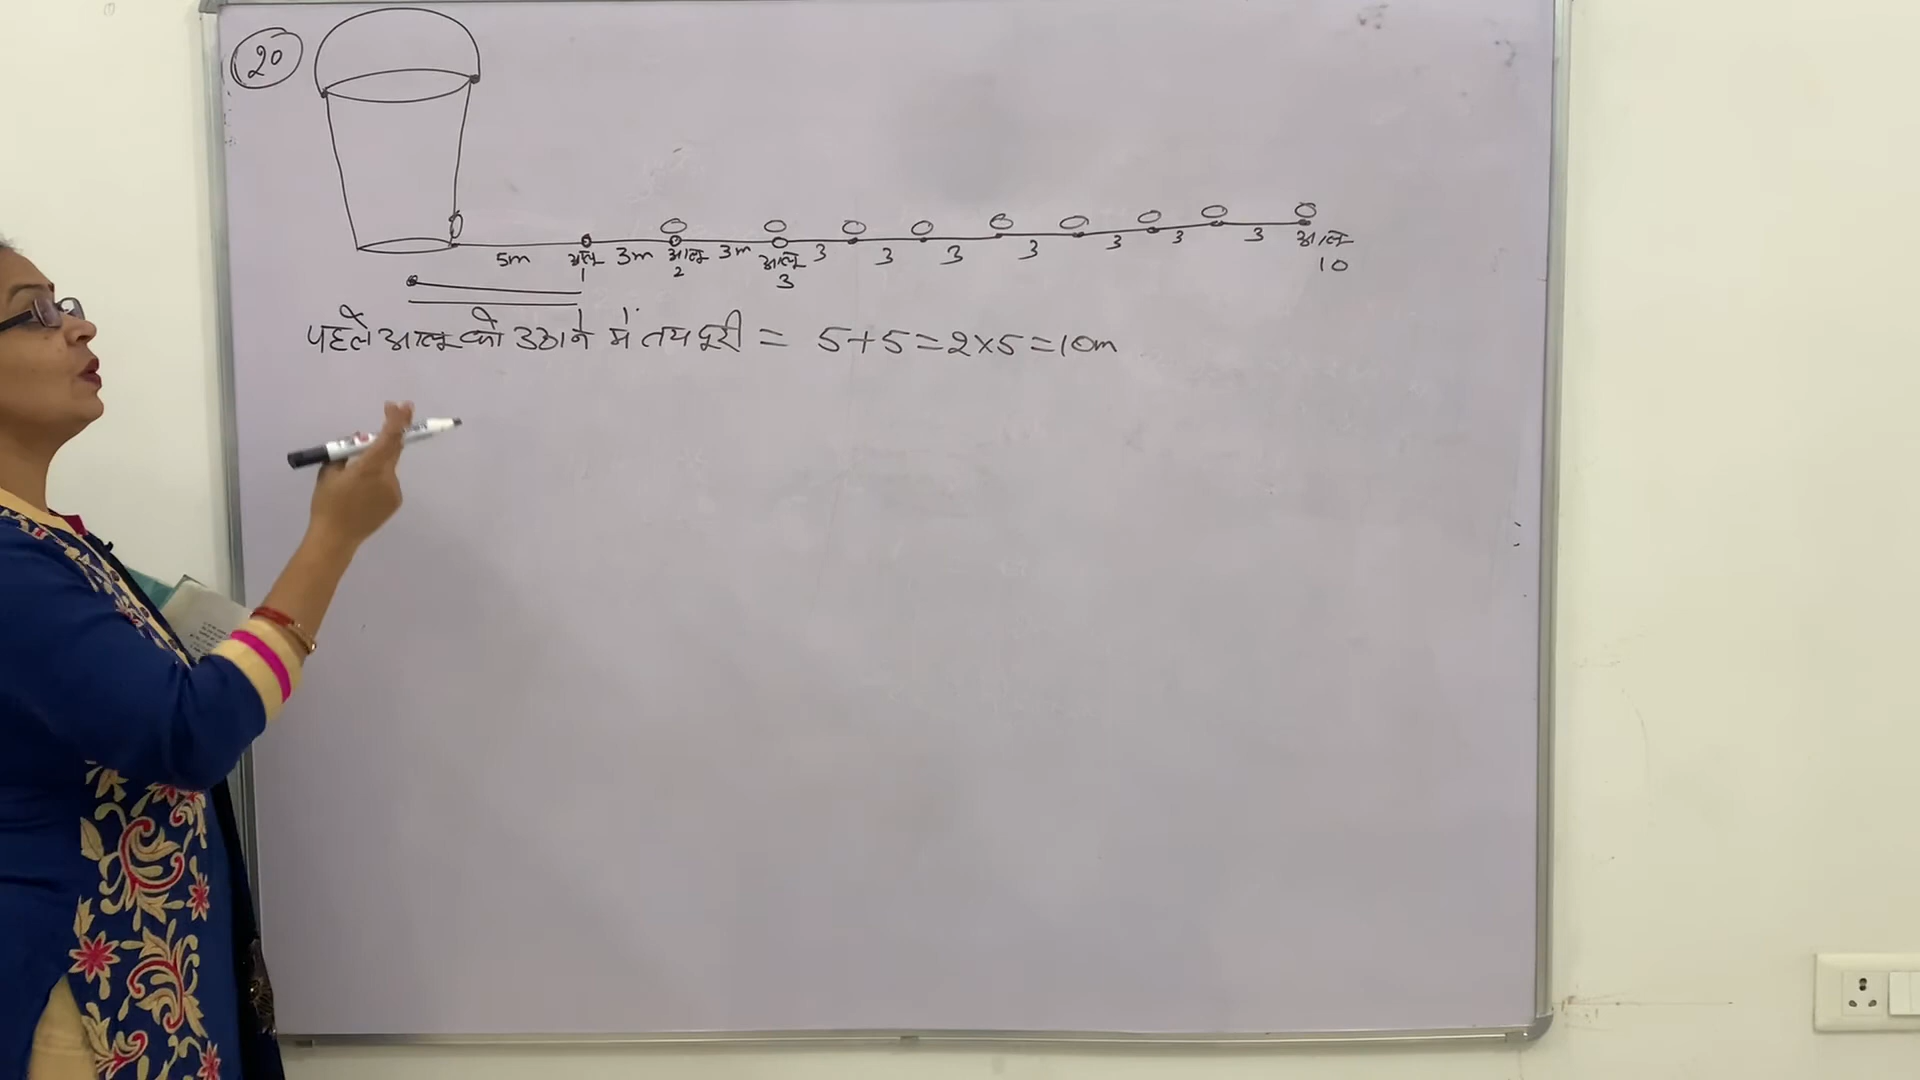 20
5m आलू 1 3m आलू 2 3m आलू 3 3 3 3 3 3 3 3 आलू 10
पहले आलू को उठाने में तय दूरी = 5+5=2×5=10m